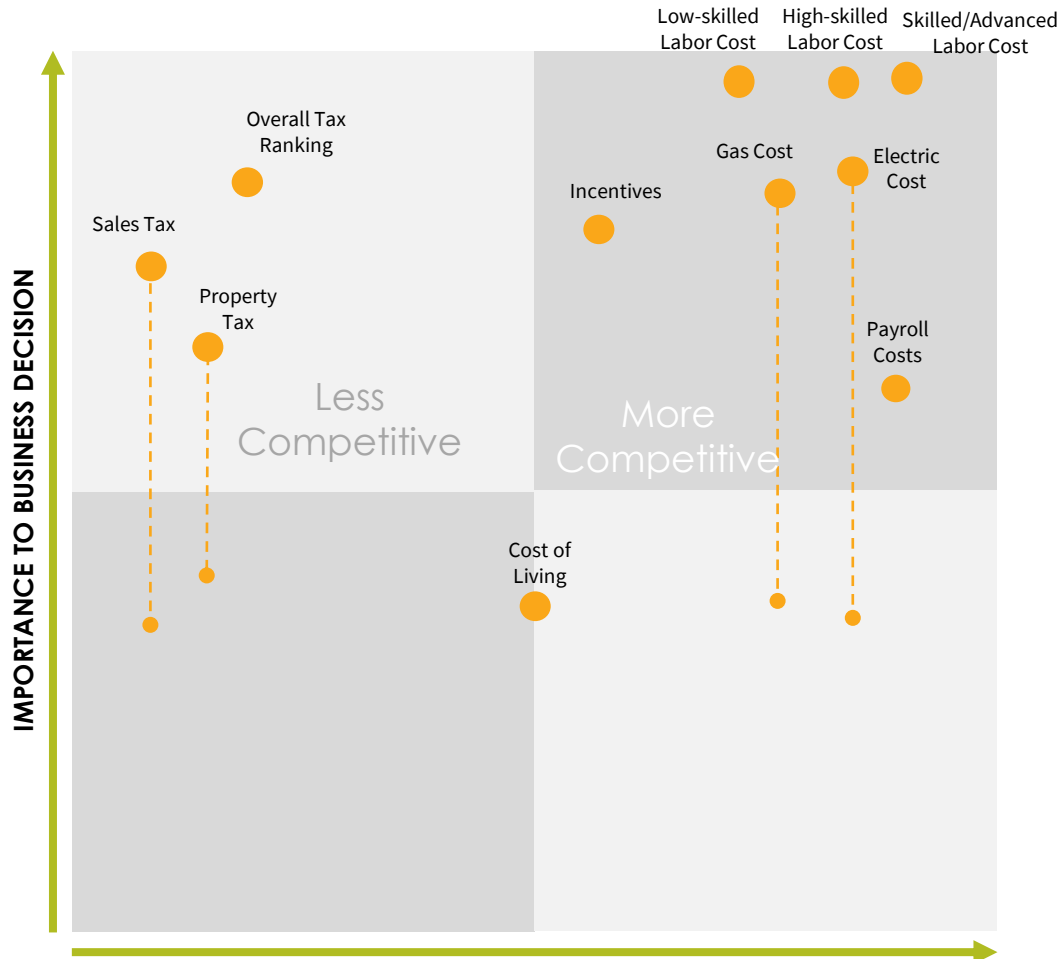 Low-skilled
Labor Cost
High-skilled
Labor Cost
Skilled/Advanced
Labor Cost
Overall Tax
Ranking
Gas Cost
Electric
Cost
Incentives
Sales Tax
Property
Tax
Payroll
Costs
Less
Competitive
More
Competitive
Cost of
Living
IMPORTANCE TO BUSINESS DECISION